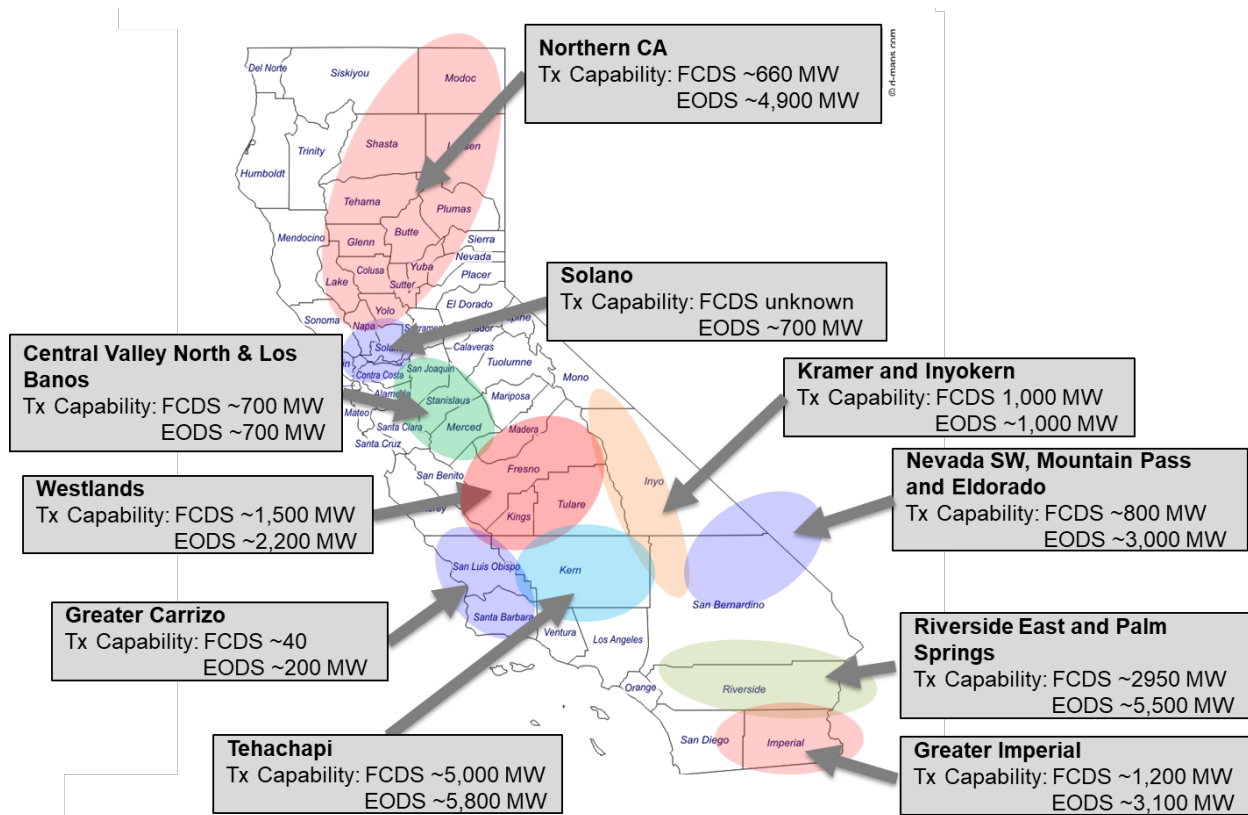 Northern CA
Tx Capability: FCDS ~660 MW
EODS ~4,900 MW
© d-maps.com
Del Norte
Siskiyou
Modoc
Shasta
Trinity
Humboldt
Tehama
Plumas
Butte
Glenn
Mendocino
Sierra
Nevada
Colusa
Yuba
Placer
Lake
Sutter
El Dorado
Yolo
Sonoma
Napa
Solano
Tx Capability: FCDS unknown
EODS ~700 MW
Calaveras
Tuolumne
San Joaquin
Contra Costa
Mono
Central Valley North & Los
Banos
Tx Capability: FCDS ~700 MW
EODS ~700 MW
Stanislaus
Mariposa
Mateo
Santa Clara
Merced
Santa Cruz
Madera
Kramer and Inyokern
Tx Capability: FCDS 1,000 MW
EODS ~1,000 MW
San Benito
Fresno
Inyo
Tulare
Kings
Westlands
Tx Capability: FCDS ~1,500 MW
EODS ~2,200 MW
Nevada SW, Mountain Pass
and Eldorado
Tx Capability: FCDS ~800 MW
EODS ~3,000 MW
San Luis Obispo
Kern
San Bernardino
Santa Barbara
Ventura
Los Angeles
Greater Carrizo
Tx Capability: FCDS ~40
EODS ~200 MW
Riverside East and Palm
Springs
Tx Capability: FCDS ~2950 MW
EODS ~5,500 MW
Orange
Riverside
San Diego
Imperial
Tehachapi
Tx Capability: FCDS ~5,000 MW
EODS ~5,800 MW
Greater Imperial
Tx Capability: FCDS ~1,200 MW
EODS ~3,100 MW